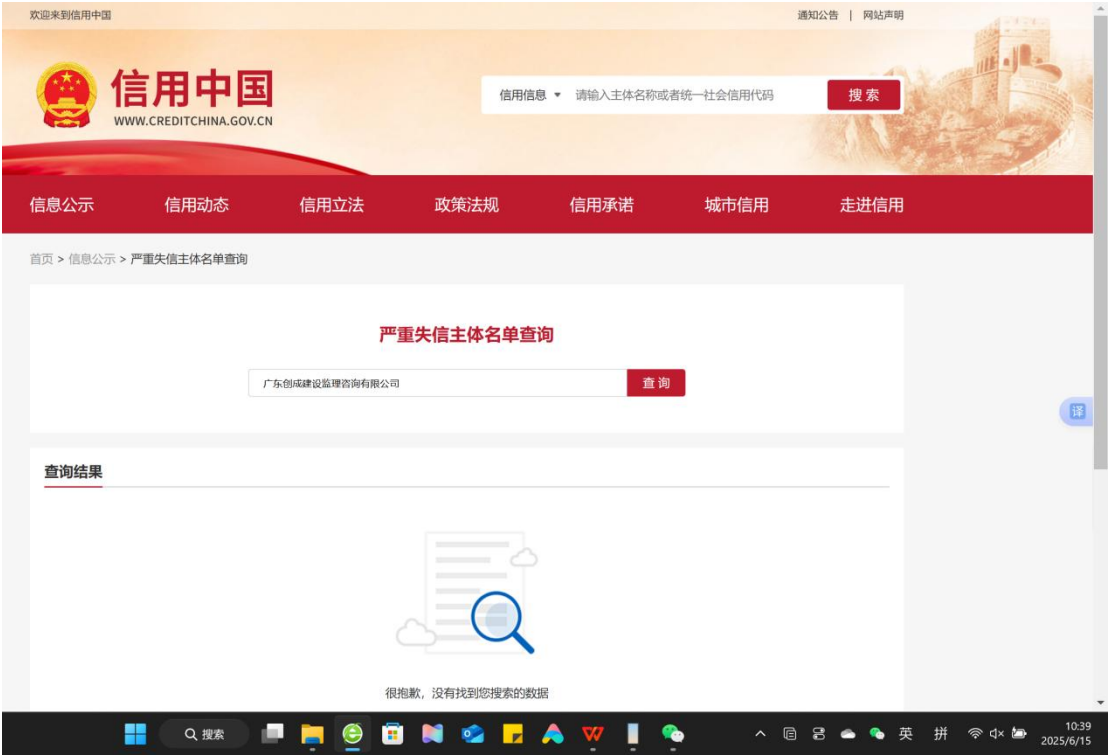 欢迎来到信用中国
通知公告 | 网站声明
信用中国
WWW.CREDITCHINA.GOV.CN
信用信息 请输入主体名称或者统一社会信用代码 搜索
信息公示 信用动态 信用立法 政策法规 信用承诺 城市信用 走进信用
首页 > 信息公示 > 严重失信主体名单查询
严重失信主体名单查询
广东创成建设监理咨询有限公司 查询
译
查询结果
很抱歉，没有找到您搜索的数据
搜索 英 拼 10:39
2025/6/15